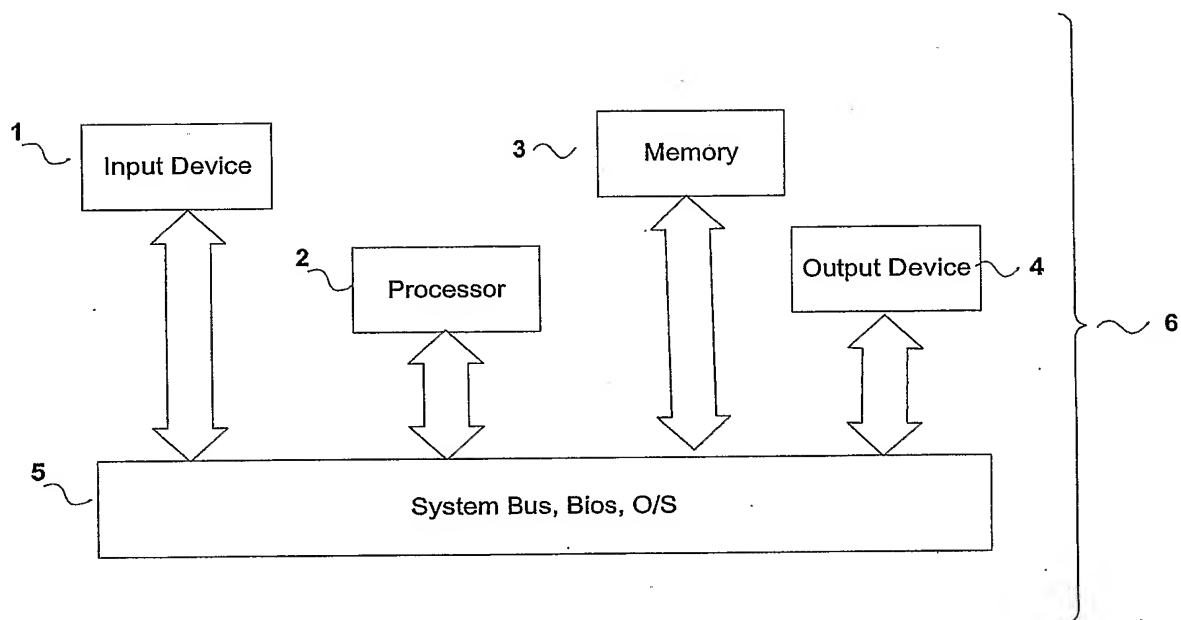 1
Input Device
3
Memory
2
Processor
Output Device
4
6
5
System Bus, Bios, O/S